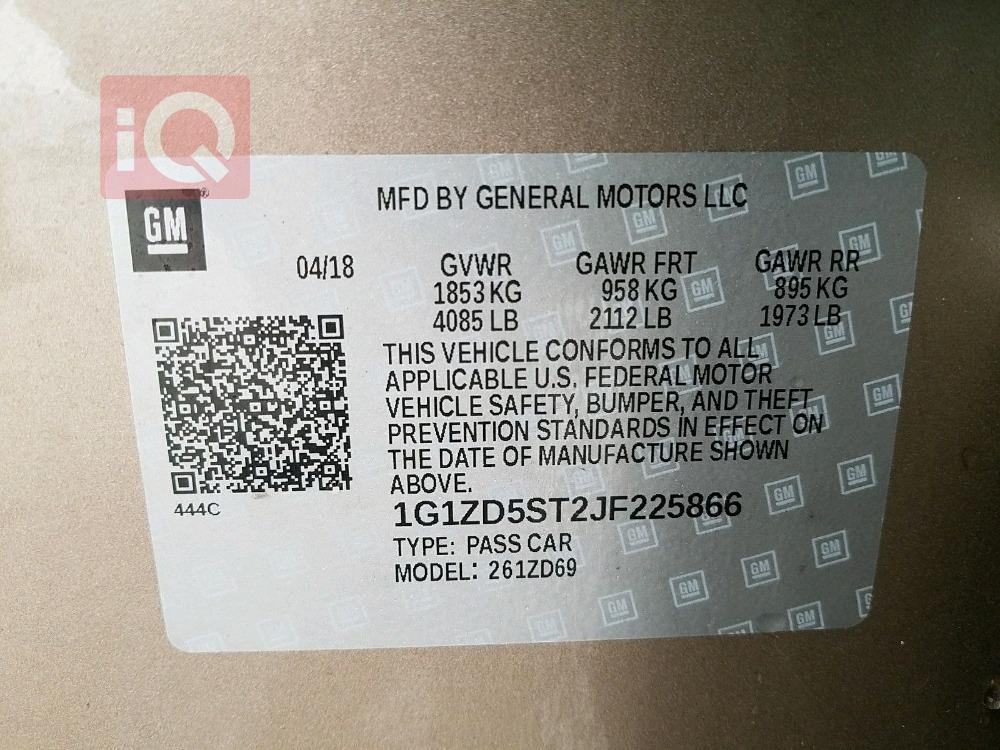 iQ
GM
®
MFD BY GENERAL MOTORS LLC
04/18 GVWR GAWR FRT GAWR RR
1853 KG 958 KG 895 KG
4085 LB 2112 LB 1973 LB
THIS VEHICLE CONFORMS TO ALL
APPLICABLE U.S. FEDERAL MOTOR
VEHICLE SAFETY, BUMPER, AND THEFT
PREVENTION STANDARDS IN EFFECT ON
THE DATE OF MANUFACTURE SHOWN
ABOVE.
444C
1G1ZD5ST2JF225866
TYPE: PASS CAR
MODEL: 261ZD69